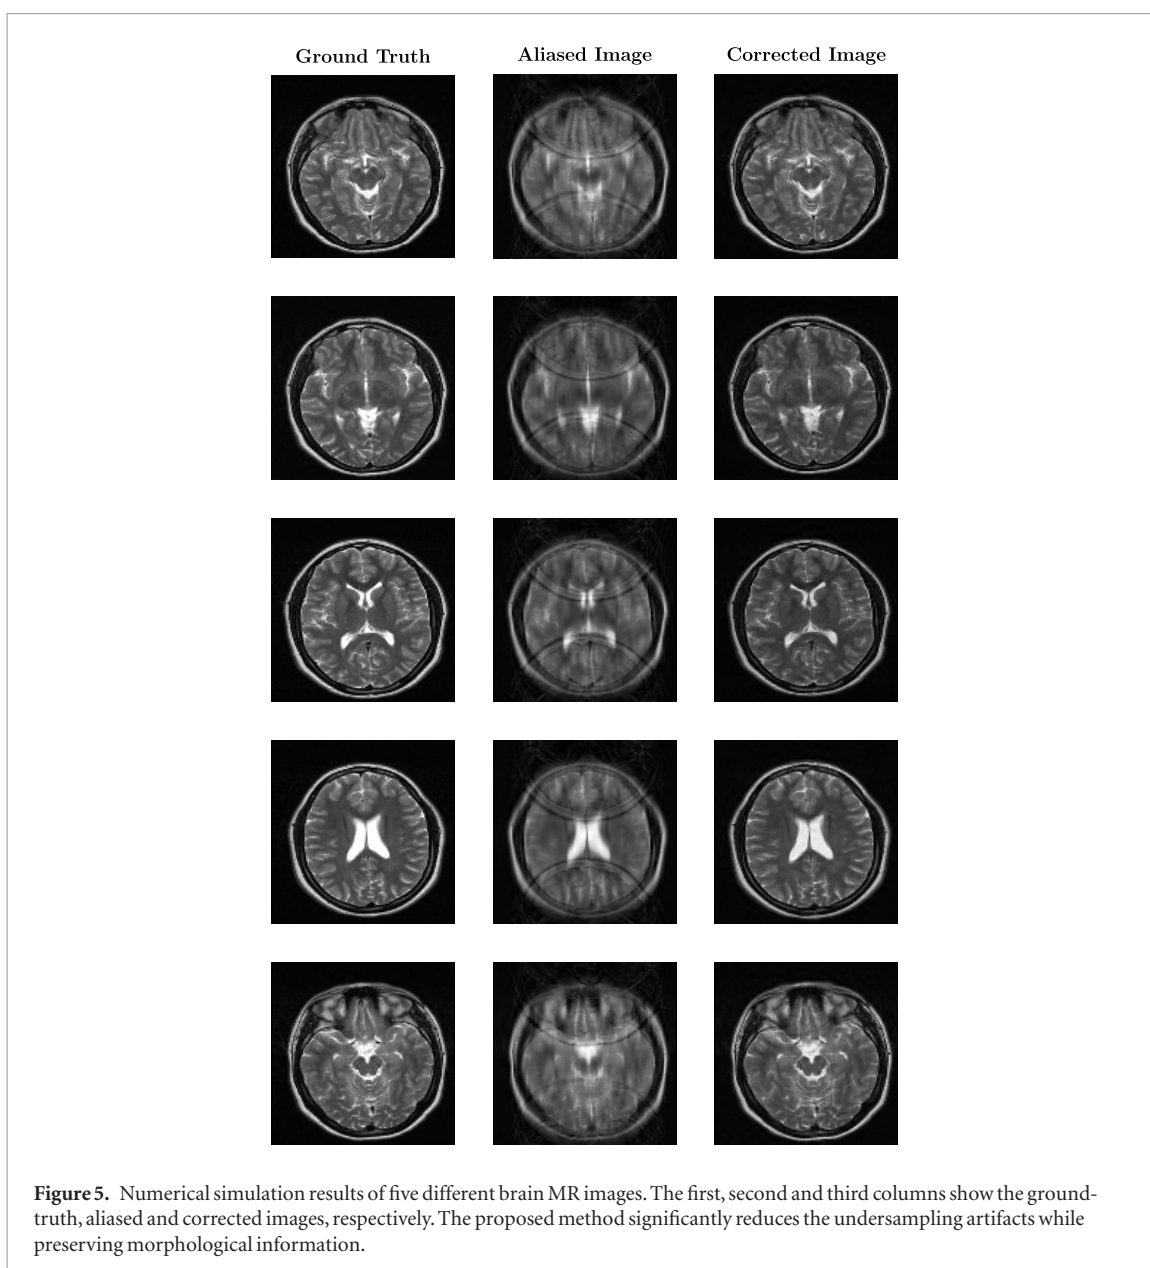 Ground Truth
Aliased Image
Corrected Image
Figure 5. Numerical simulation results of five different brain MR images. The first, second and third columns show the ground-
truth, aliased and corrected images, respectively. The proposed method significantly reduces the undersampling artifacts while
preserving morphological information.